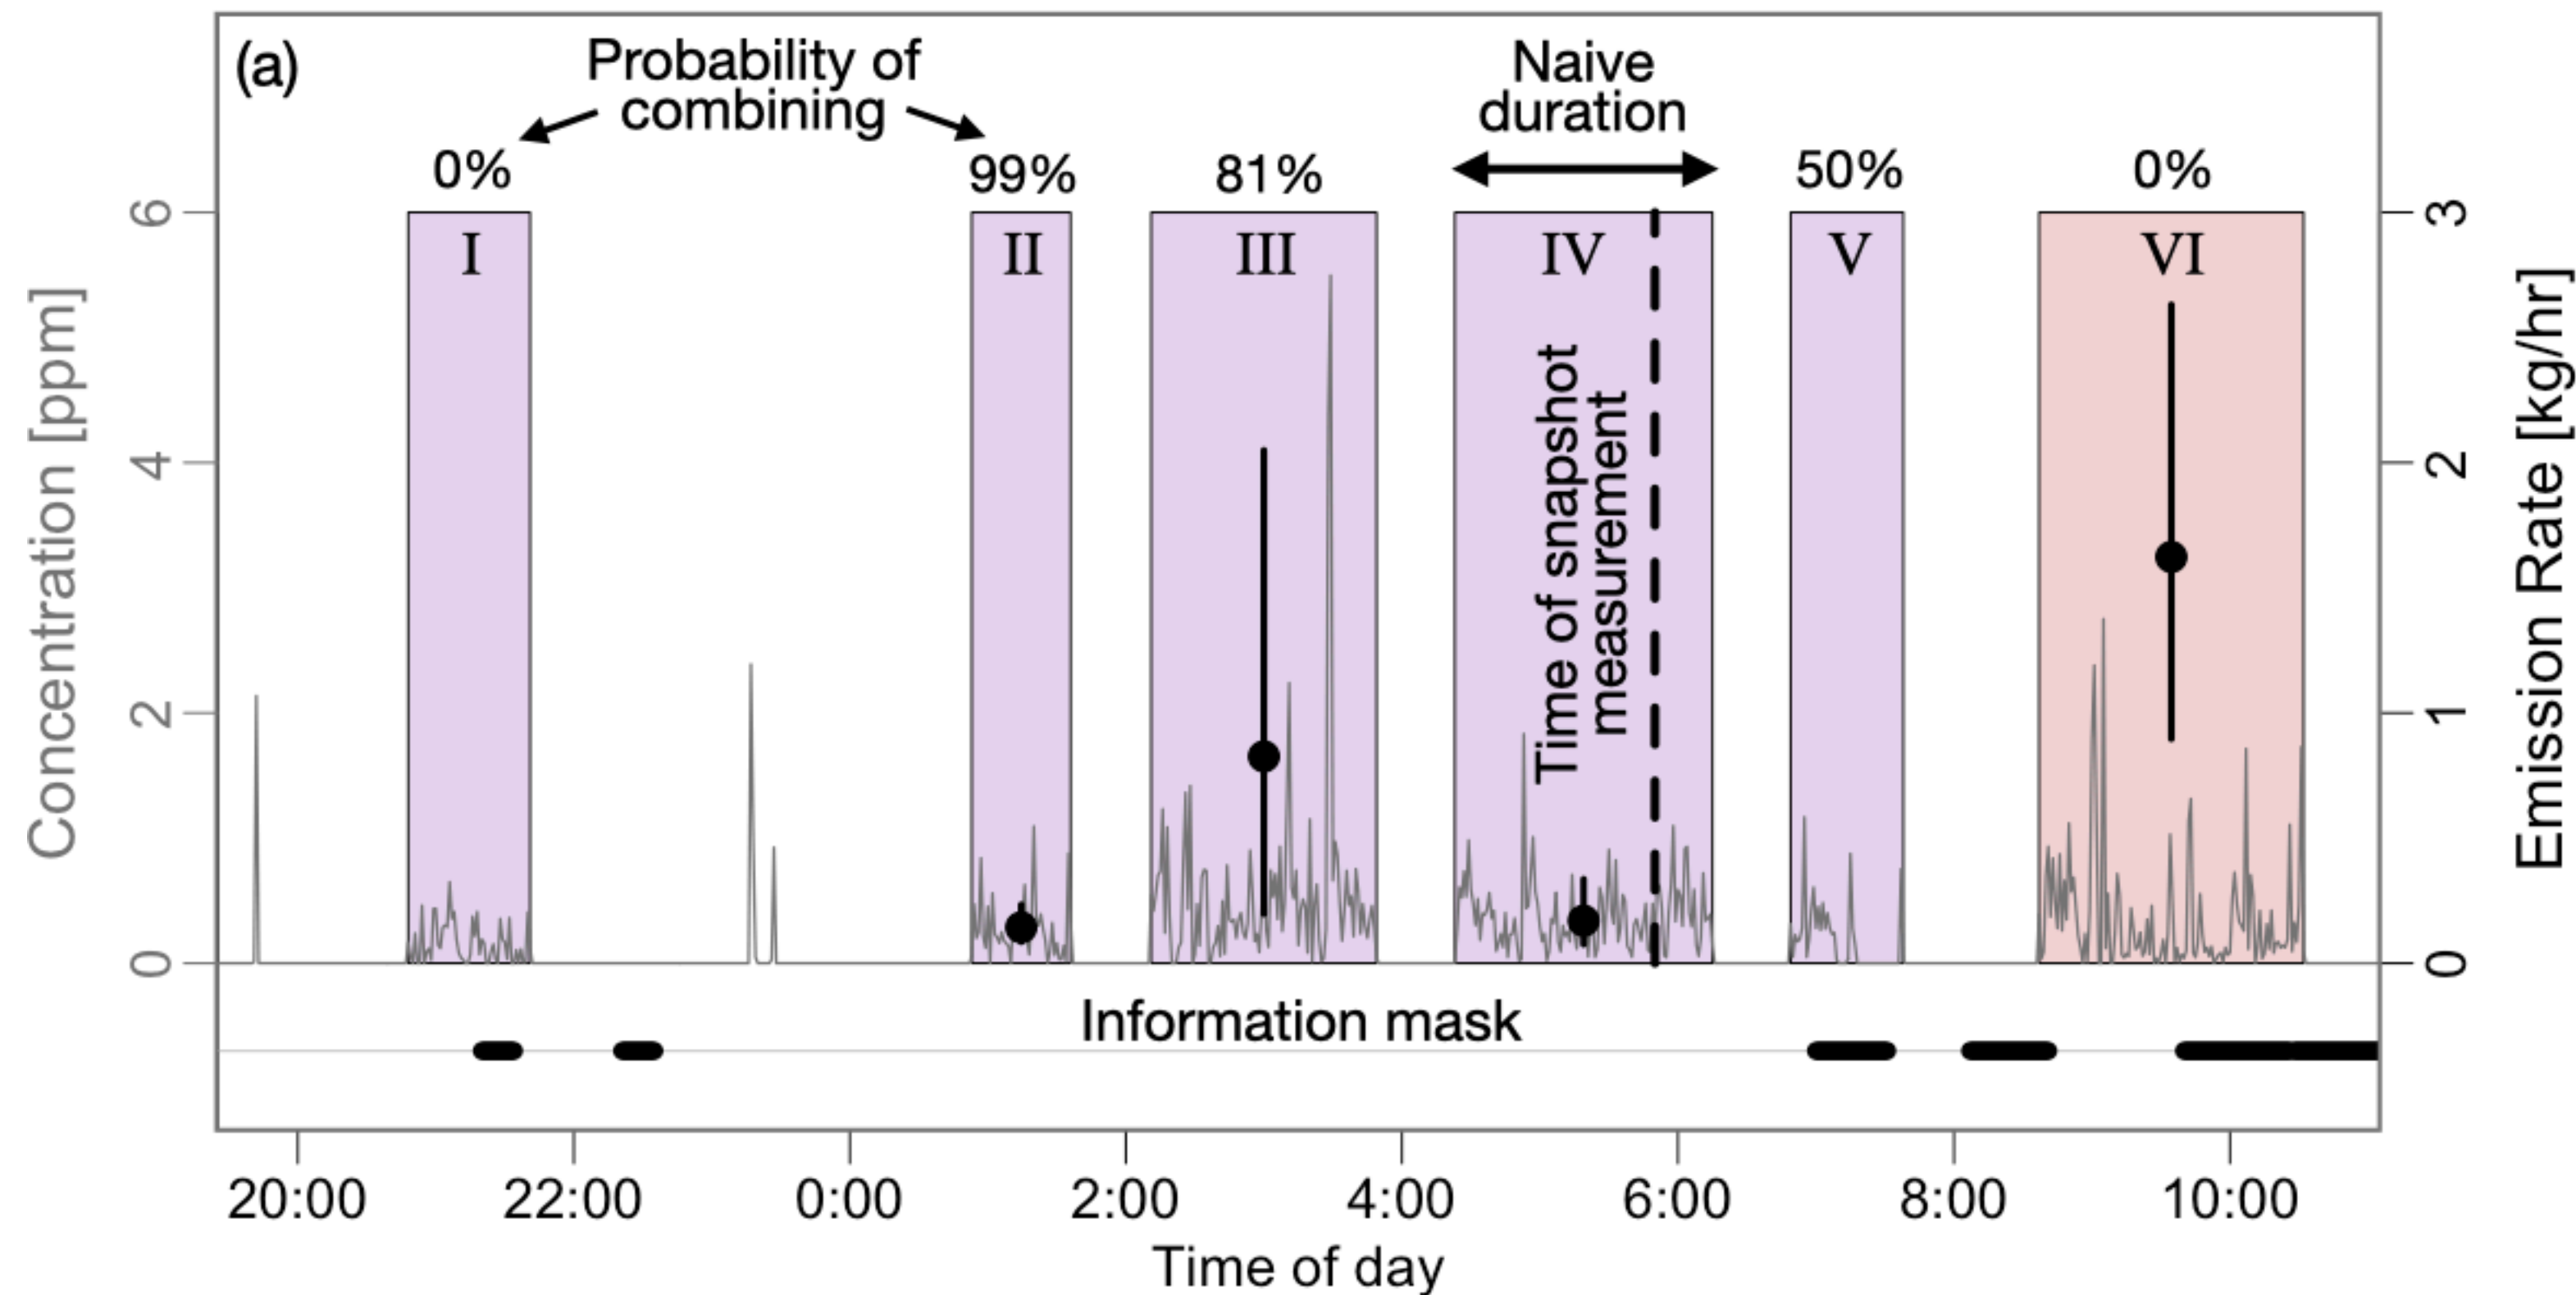 (a)
Probability of
combining
Naive
duration
0%
99%
81%
50%
0%
I
II
III
IV
V
VI
Time of snapshot
measurement
Concentration [ppm]
6
4
2
0
Emission Rate [kg/hr]
3
2
1
0
Information mask
20:00
22:00
0:00
2:00
4:00
6:00
8:00
10:00
Time of day